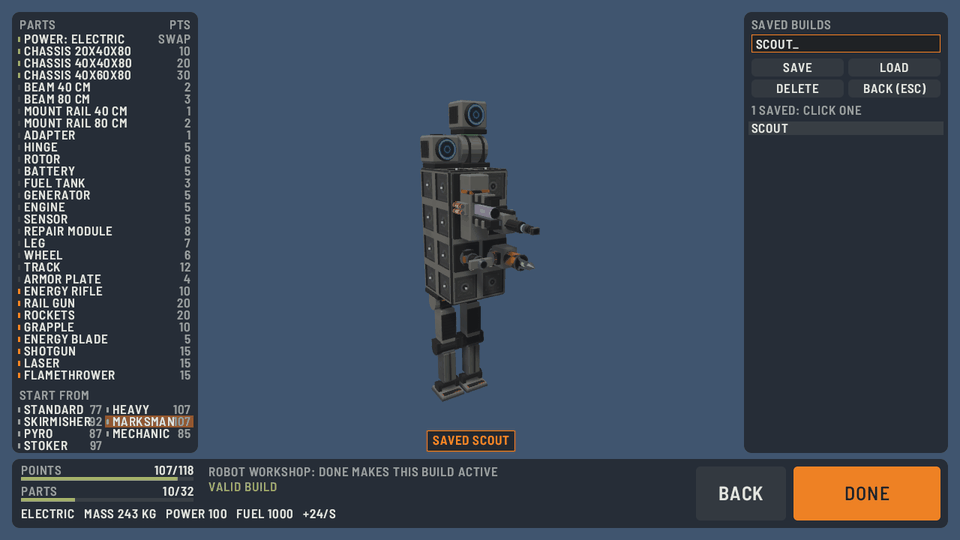 PARTS PTS
POWER: ELECTRIC SWAP
CHASSIS 20X40X80 10
CHASSIS 40X40X80 20
CHASSIS 40X60X80 30
BEAM 40 CM 2
BEAM 80 CM 3
MOUNT RAIL 40 CM 1
MOUNT RAIL 80 CM 2
ADAPTER 1
HINGE 5
ROTOR 6
BATTERY 5
FUEL TANK 3
GENERATOR 5
ENGINE 5
SENSOR 5
REPAIR MODULE 8
LEG 7
WHEEL 6
TRACK 12
ARMOR PLATE 4
ENERGY RIFLE 10
RAIL GUN 20
ROCKETS 20
GRAPPLE 10
ENERGY BLADE 5
SHOTGUN 15
LASER 15
FLAMETHROWER 15
START FROM
STANDARD 77 HEAVY 107
SKIRMISHER 92 MARKSMAN 107
PYRO 87 MECHANIC 85
STOKER 97
SAVED SCOUT
SAVED BUILDS
SCOUT_
SAVE LOAD
DELETE BACK (ESC)
1 SAVED: CLICK ONE
SCOUT
POINTS 107/118
PARTS 10/32
ELECTRIC MASS 243 KG POWER 100 FUEL 1000 +24/S
ROBOT WORKSHOP: DONE MAKES THIS BUILD ACTIVE
VALID BUILD
BACK DONE